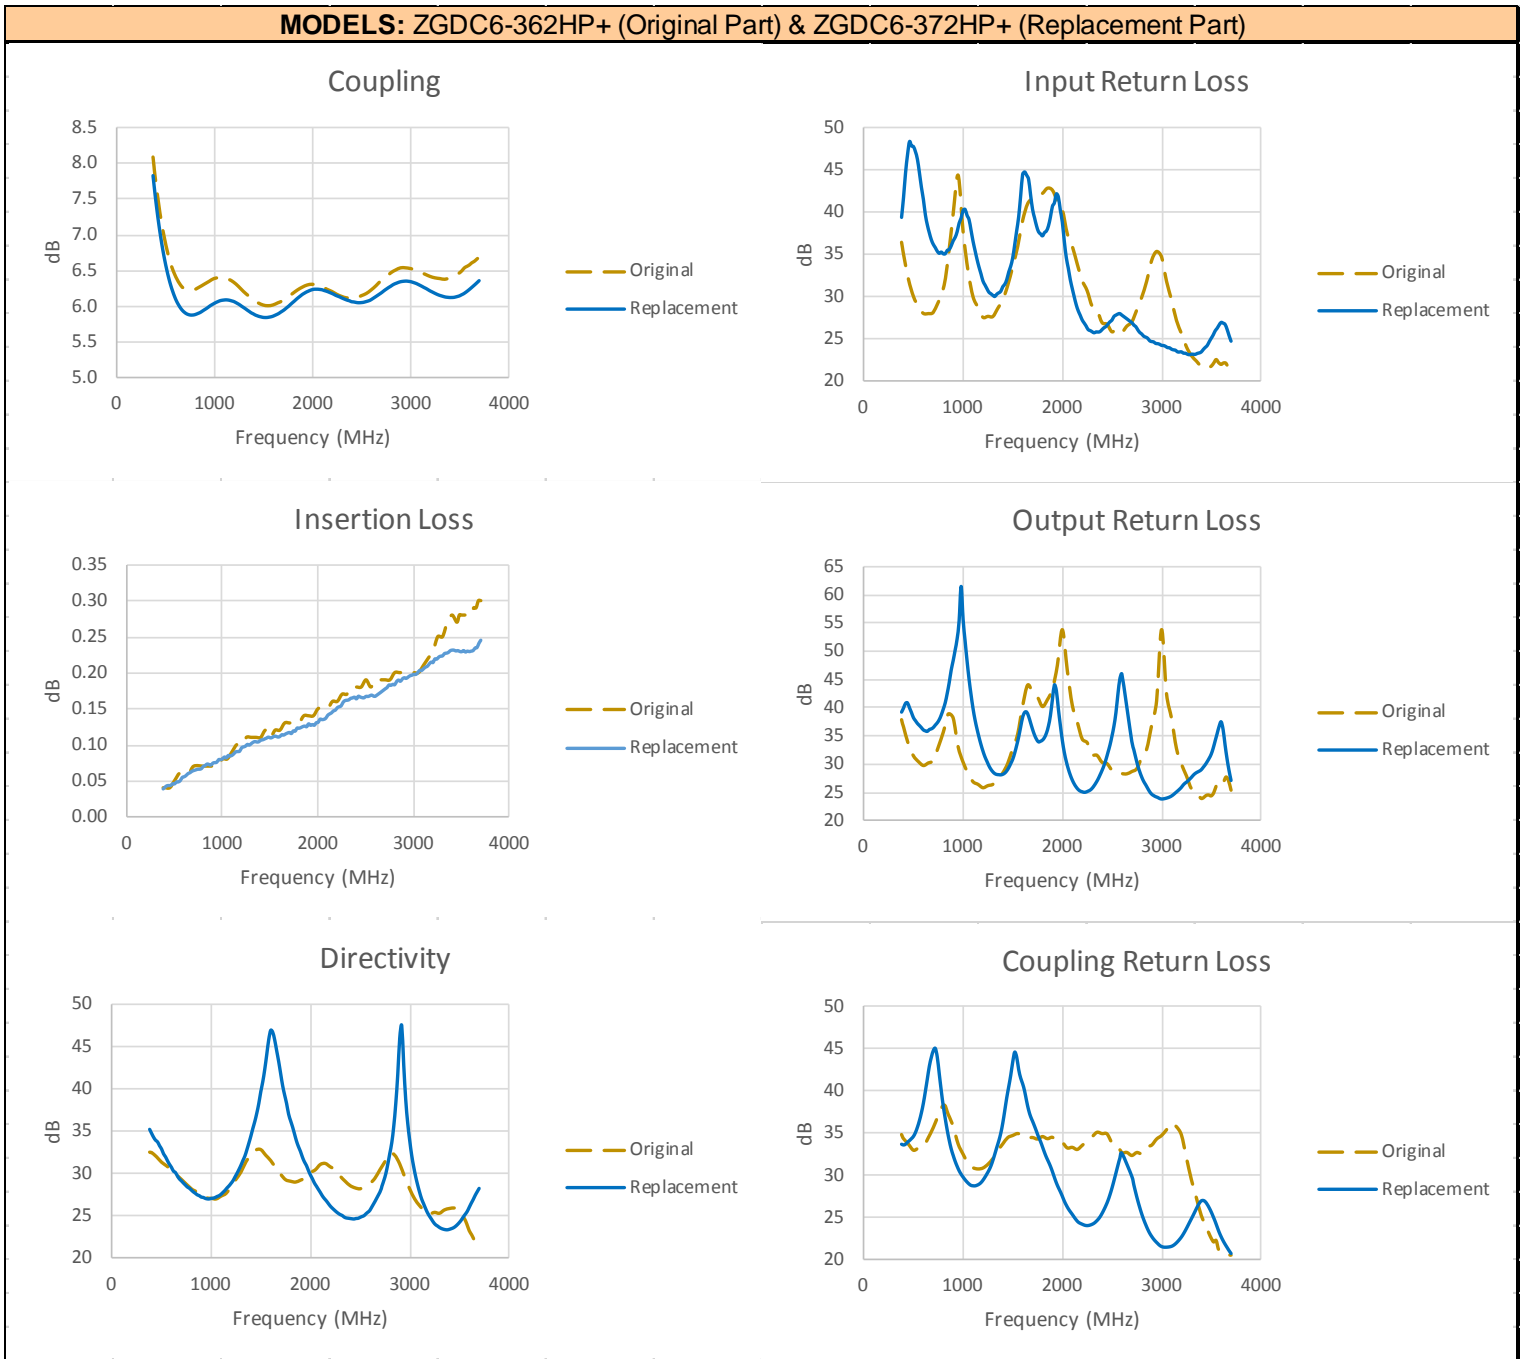 MODELS: ZGDC6-362HP+ (Original Part) & ZGDC6-372HP+ (Replacement Part)
Coupling
8.5
8.0
7.5
7.0
6.5
6.0
5.5
5.0
dB
0 1000 2000 3000 4000
Frequency (MHz)
Original
Replacement
Input Return Loss
50
45
40
35
30
25
20
dB
0 1000 2000 3000 4000
Frequency (MHz)
Original
Replacement
Insertion Loss
0.35
0.30
0.25
0.20
0.15
0.10
0.05
0.00
dB
0 1000 2000 3000 4000
Frequency (MHz)
Original
Replacement
Output Return Loss
65
60
55
50
45
40
35
30
25
20
dB
0 1000 2000 3000 4000
Frequency (MHz)
Original
Replacement
Directivity
50
45
40
35
30
25
20
dB
0 1000 2000 3000 4000
Frequency (MHz)
Original
Replacement
Coupling Return Loss
50
45
40
35
30
25
20
dB
0 1000 2000 3000 4000
Frequency (MHz)
Original
Replacement